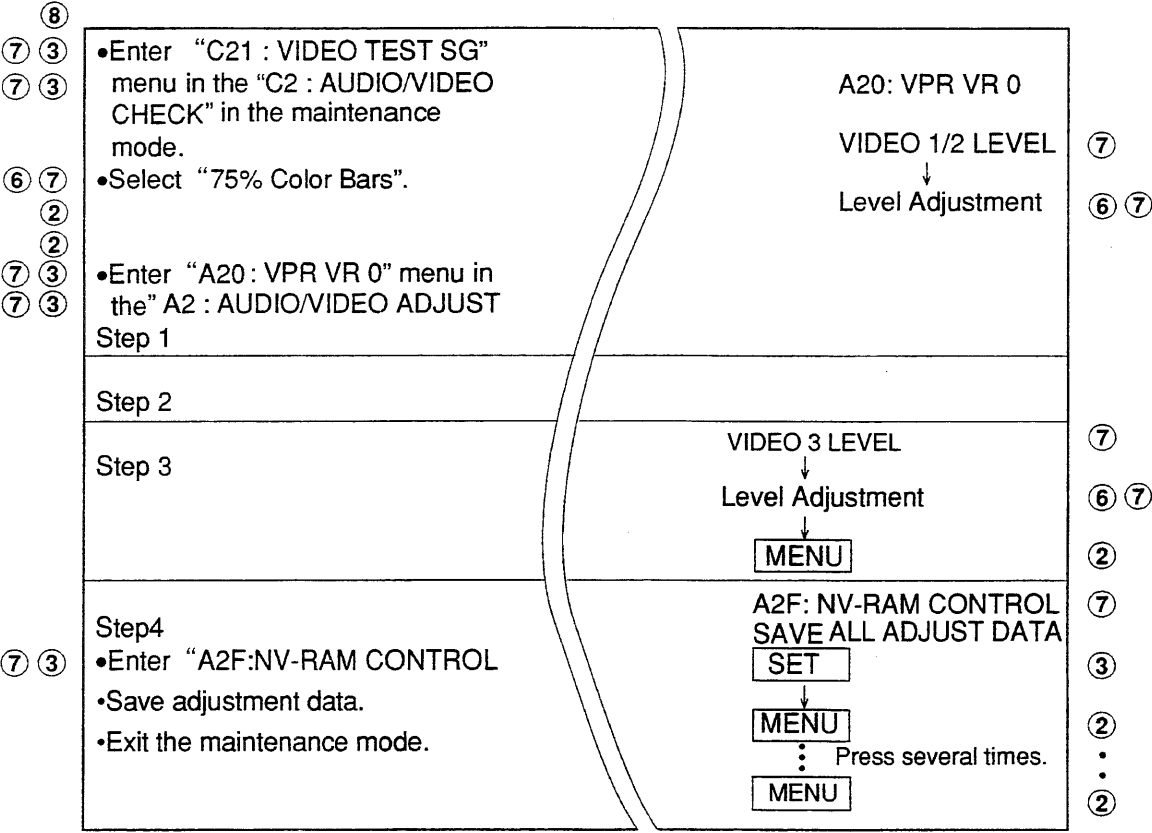 ⑧
⑦ ③ •Enter “C21 : VIDEO TEST SG”
⑦ ③ menu in the “C2 : AUDIO/VIDEO
CHECK” in the maintenance
mode.
⑥ ⑦ •Select “75% Color Bars”.
②
②
⑦ ③ •Enter “A20 : VPR VR 0” menu in
⑦ ③ the” A2 : AUDIO/VIDEO ADJUST
Step 1
A20: VPR VR 0
VIDEO 1/2 LEVEL ⑦
↓
Level Adjustment ⑥ ⑦
Step 2
Step 3
VIDEO 3 LEVEL ⑦
↓
Level Adjustment ⑥ ⑦
↓
MENU ②
Step4
⑦ ③ •Enter “A2F:NV-RAM CONTROL
•Save adjustment data.
•Exit the maintenance mode.
A2F: NV-RAM CONTROL ⑦
SAVE ALL ADJUST DATA
SET ③
↓
MENU ②
Press several times.
MENU ②